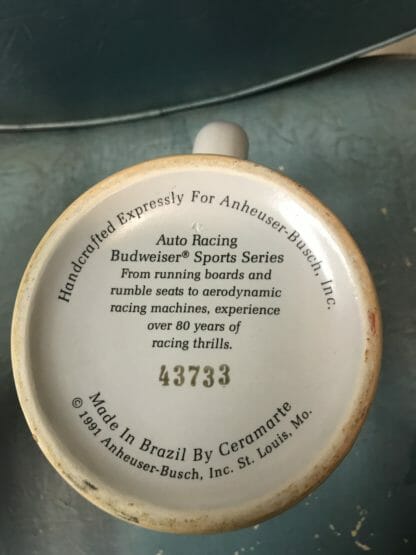 Handcrafted Expressly For Anheuser-Busch, Inc.
Auto Racing
Budweiser® Sports Series
From running boards and
rumble seats to aerodynamic
racing machines, experience
over 80 years of
racing thrills.
43733
Made In Brazil By Ceramarte
© 1991 Anheuser-Busch, Inc. St. Louis, Mo.